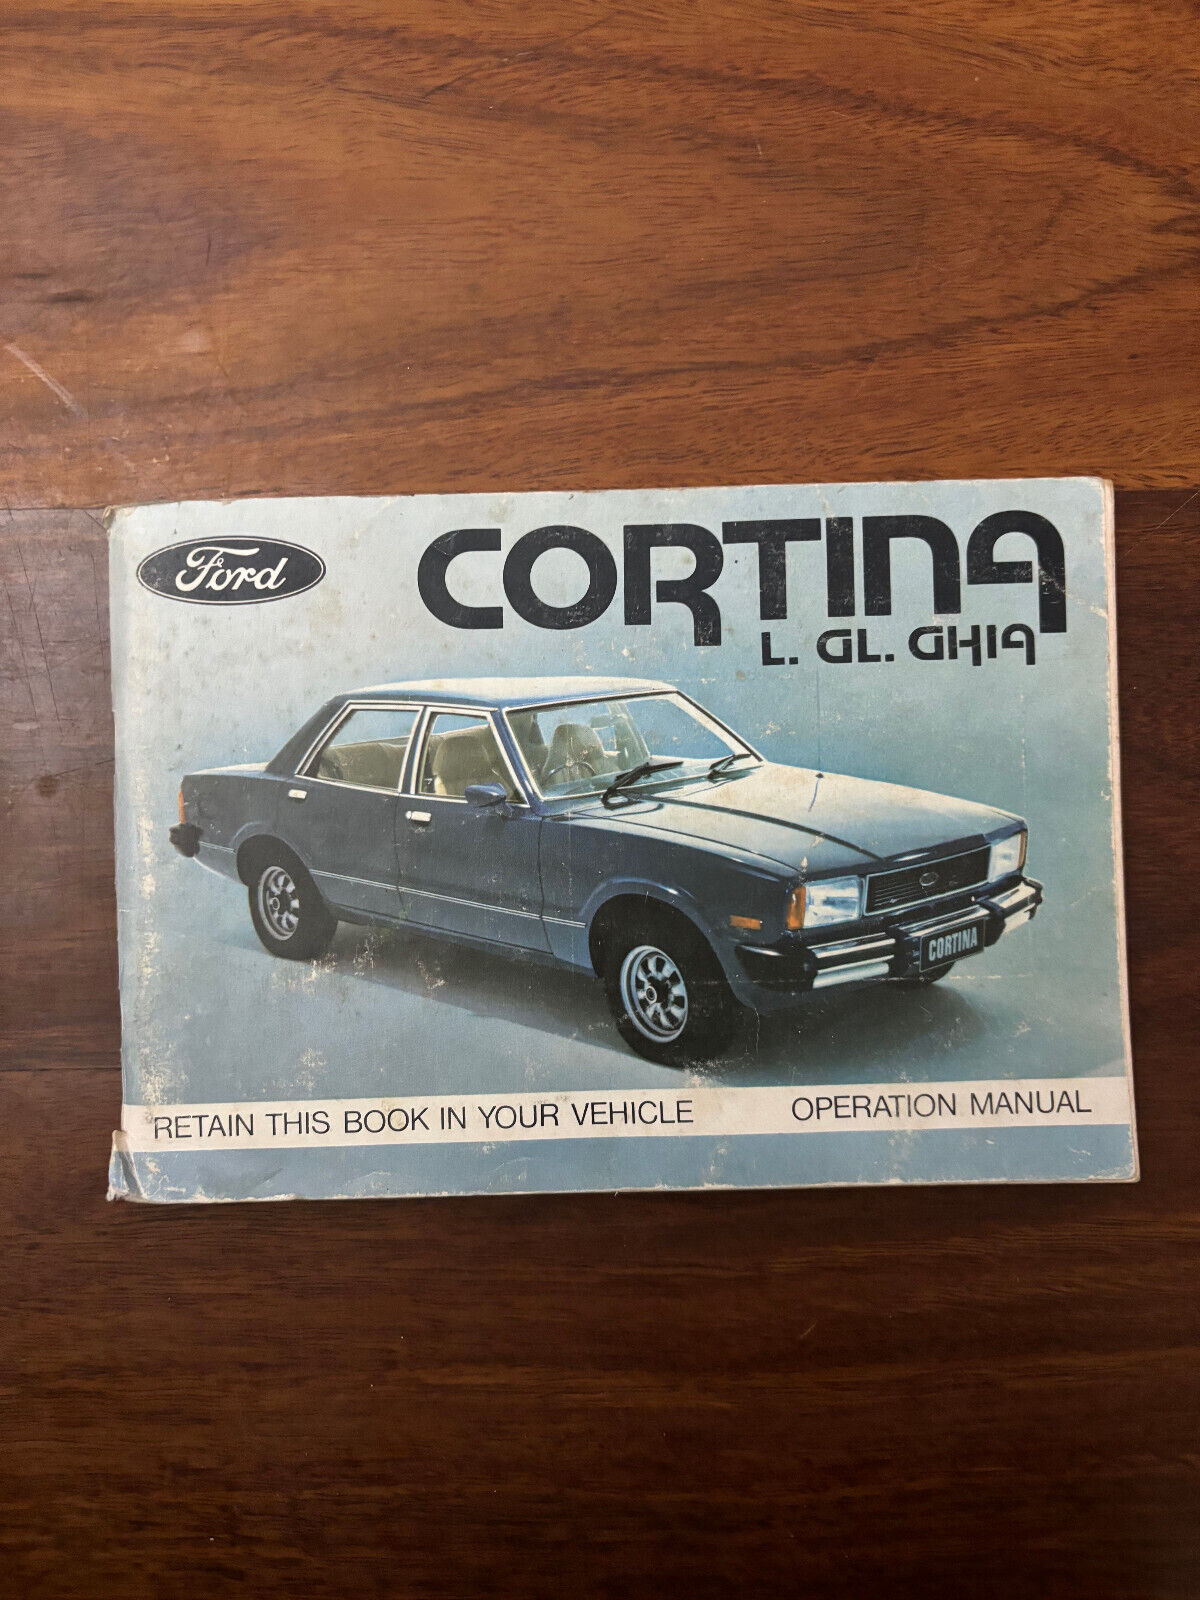 Ford
CORTINA
L. GL. GHIA
CORTINA
RETAIN THIS BOOK IN YOUR VEHICLE
OPERATION MANUAL